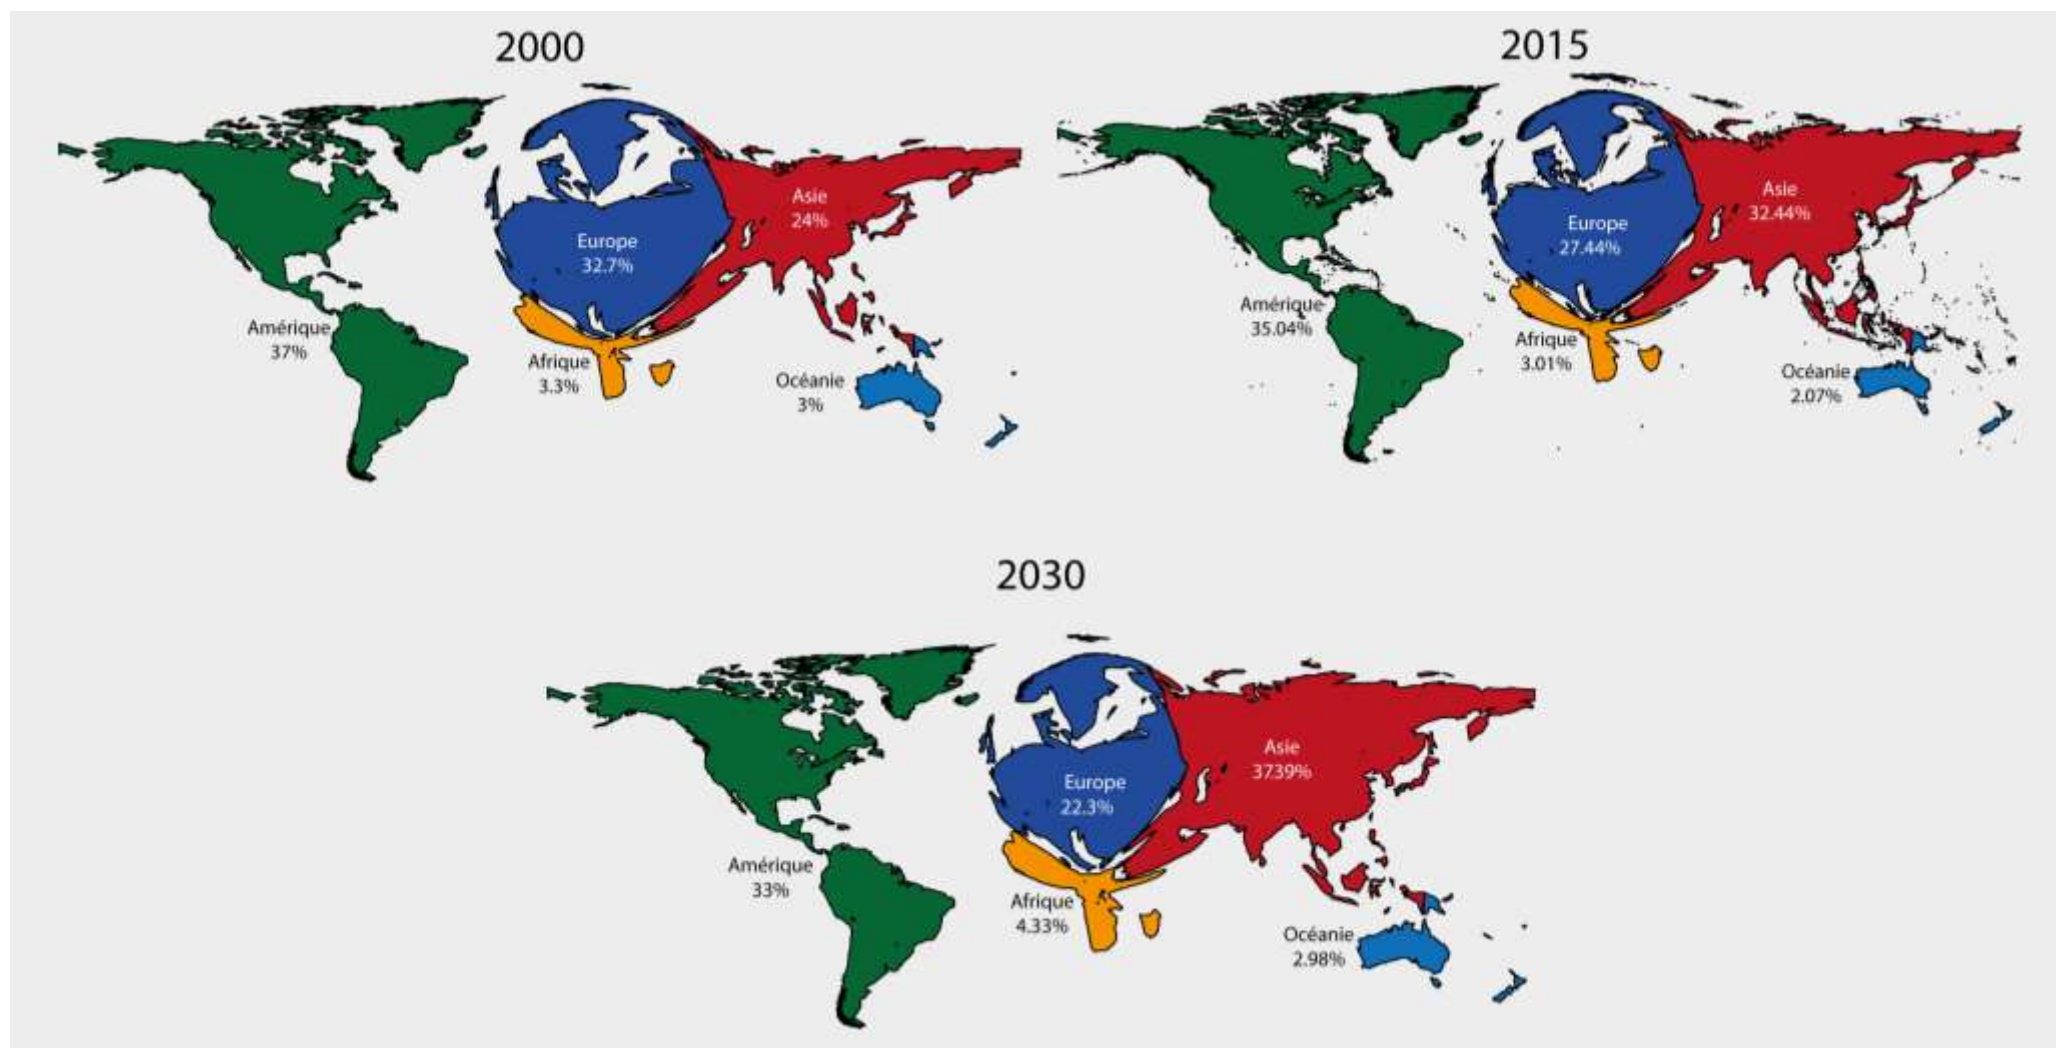 2000
Asie
24%
Europe
32.7%
Amérique
37%
Afrique
3.3%
Océanie
3%
2015
Asie
32.44%
Europe
27.44%
Amérique
35.04%
Afrique
3.01%
Océanie
2.07%
2030
Asie
3739%
Europe
22.3%
Amérique
33%
Afrique
4.33%
Océanie
2.98%